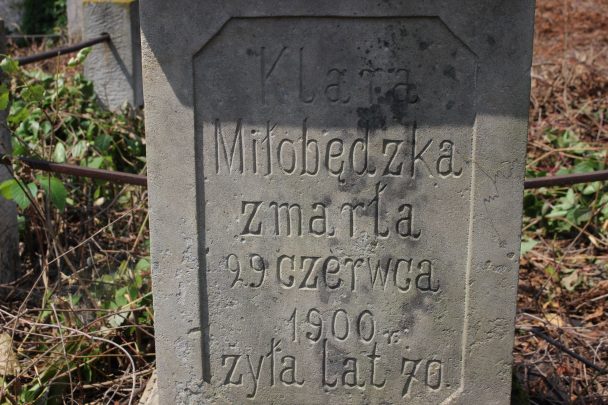 Klara
Miłobędzka
zmarła
29 czerwca
1900 r.
żyła lat 70.